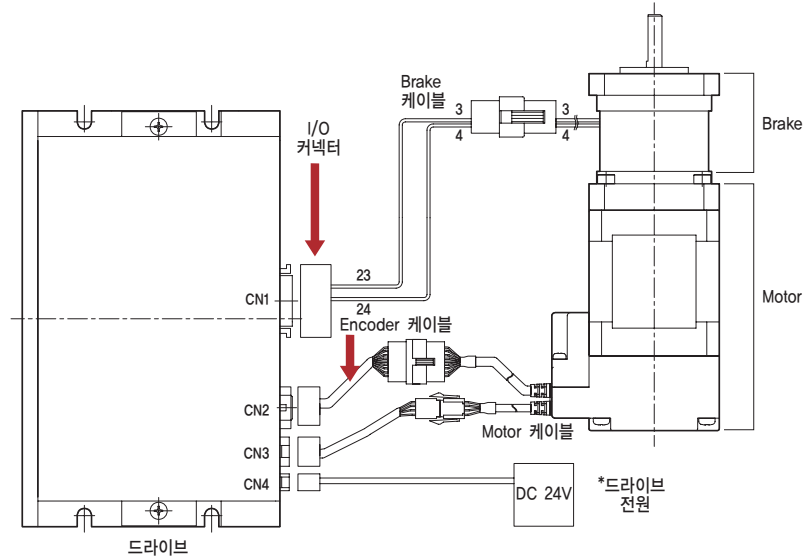 Brake
케이블
3
4
3
4
Brake
I/O
커넥터
23
24
CN1
Motor
Encoder 케이블
CN2
Motor 케이블
CN3
CN4
DC 24V
*드라이브
전원
드라이브